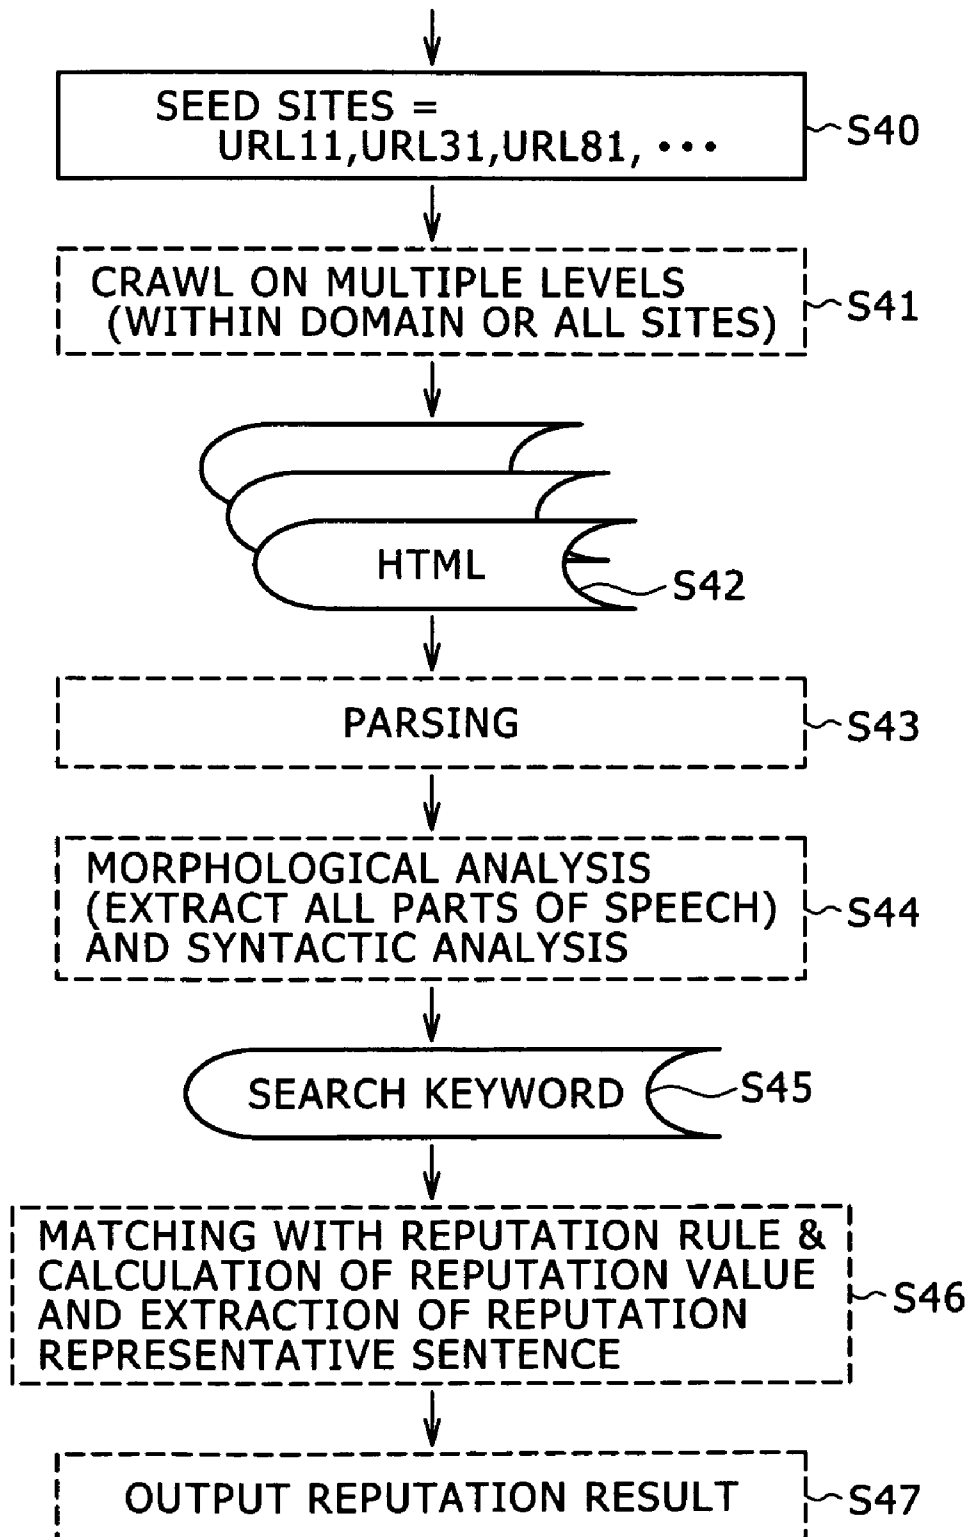 SEED SITES =
URL11,URL31,URL81, •••
S40
CRAWL ON MULTIPLE LEVELS
(WITHIN DOMAIN OR ALL SITES)
S41
HTML
S42
PARSING
S43
MORPHOLOGICAL ANALYSIS
(EXTRACT ALL PARTS OF SPEECH)
AND SYNTACTIC ANALYSIS
S44
SEARCH KEYWORD
S45
MATCHING WITH REPUTATION RULE &
CALCULATION OF REPUTATION VALUE
AND EXTRACTION OF REPUTATION
REPRESENTATIVE SENTENCE
S46
OUTPUT REPUTATION RESULT
S47